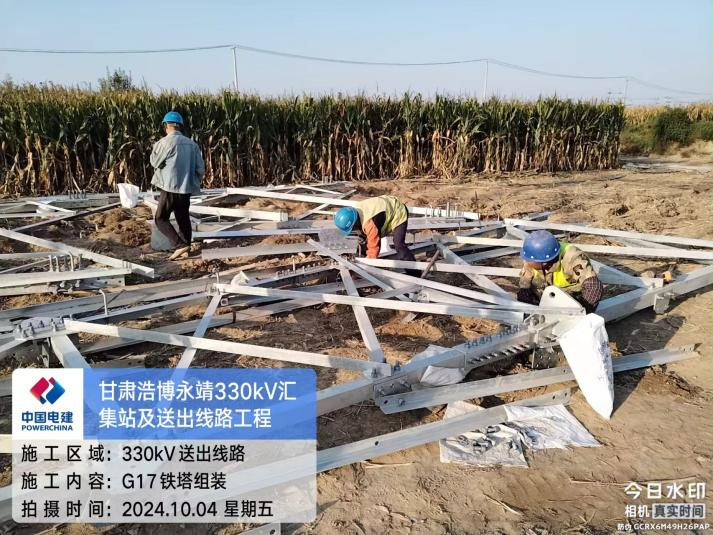 中国电建
POWERCHINA
甘肃浩博永靖330kV汇
集站及送出线路工程
施工区域：330kV送出线路
施工内容：G17铁塔组装
拍摄时间：2024.10.04 星期五
今日水印
相机 真实时间
防伪 GCRX6M49H26PAP